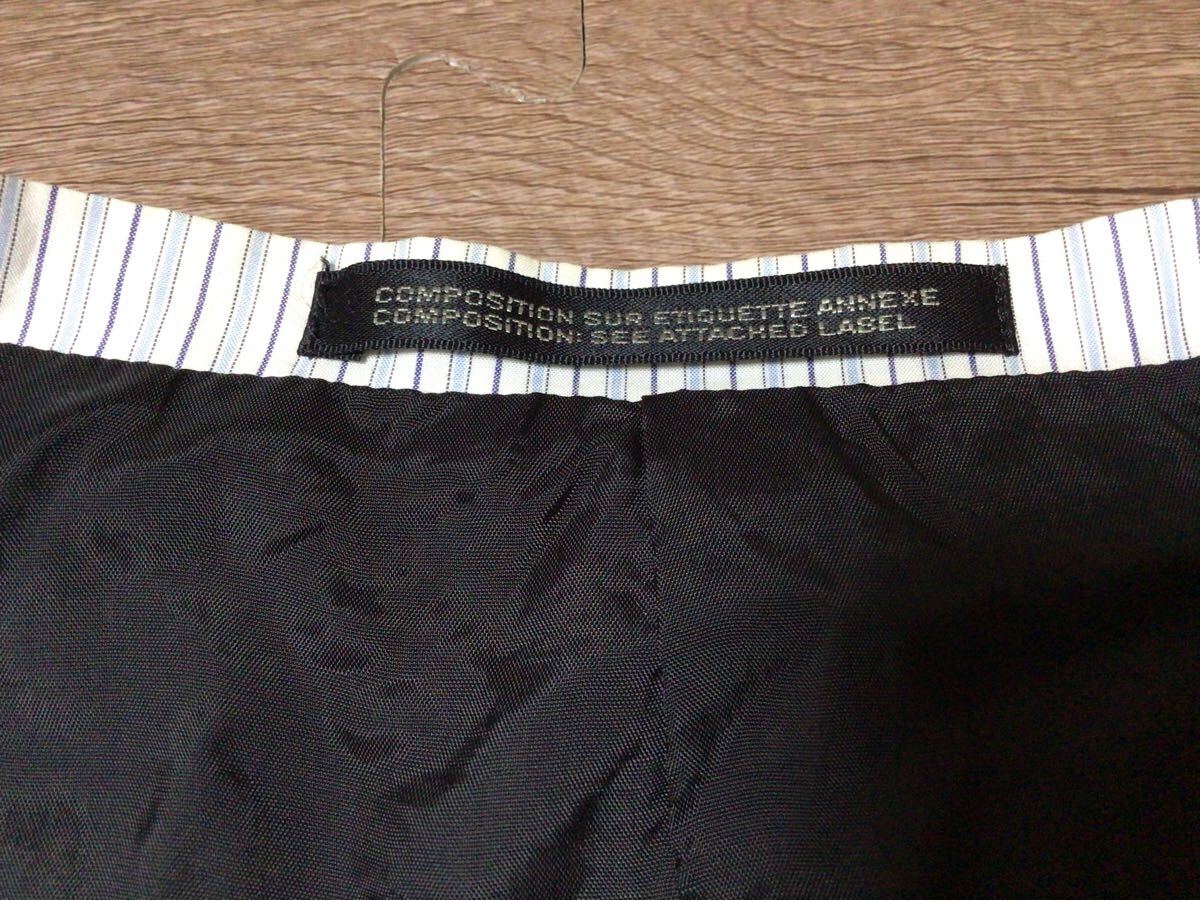 COMPOSITION SUR ETIQUETTE ANNEXE
COMPOSITION: SEE ATTACHED LABEL